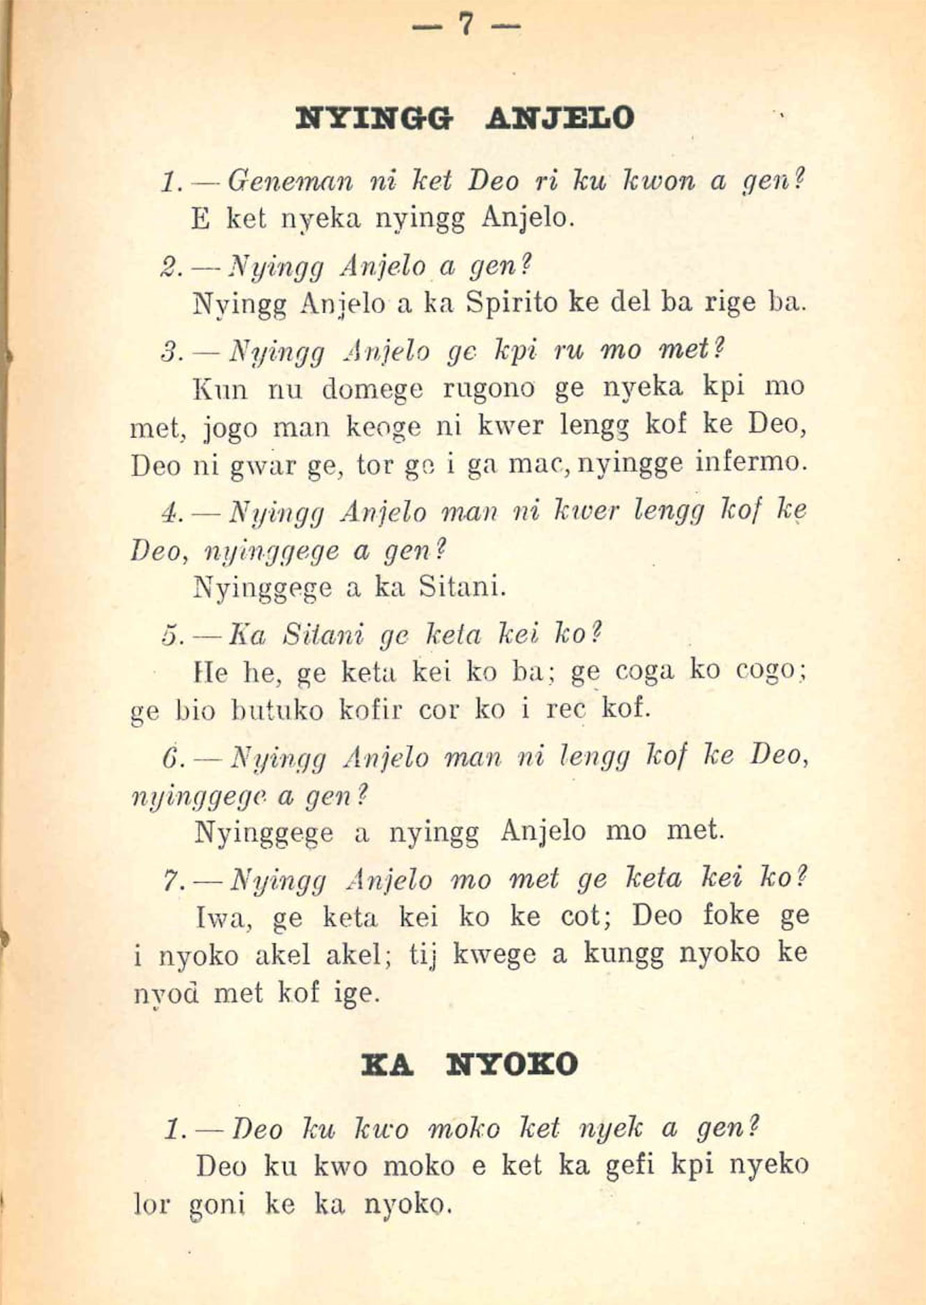 — 7 —
NYINGG ANJELO
1. — Geneman ni ket Deo ri ku kwon a gen?
E ket nyeka nyingg Anjelo.
2. — Nyingg Anjelo a gen?
Nyingg Anjelo a ka Spirito ke del ba rige ba.
3. — Nyingg Anjelo ge kpi ru mo met?
Kun nu domege rugono ge nyeka kpi mo
met, jogo man keoge ni kwer lengg kof ke Deo,
Deo ni gwar ge, tor ge i ga mac, nyingge infermo.
4. — Nyingg Anjelo man ni kwer lengg kof ke
Deo, nyinggege a gen?
Nyinggege a ka Sitani.
5. — Ka Sitani ge keta kei ko?
He he, ge keta kei ko ba; ge coga ko cogo;
ge bio butuko kofir cor ko i rec kof.
6. — Nyingg Anjelo man ni lengg kof ke Deo,
nyinggege a gen?
Nyinggege a nyingg Anjelo mo met.
7. — Nyingg Anjelo mo met ge keta kei ko?
Iwa, ge keta kei ko ke cot; Deo foke ge
i nyoko akel akel; tij kwege a kungg nyoko ke
nyod met kof ige.
KA NYOKO
1. — Deo ku kwo moko ket nyek a gen?
Deo ku kwo moko e ket ka gefi kpi nyeko
lor goni ke ka nyoko.